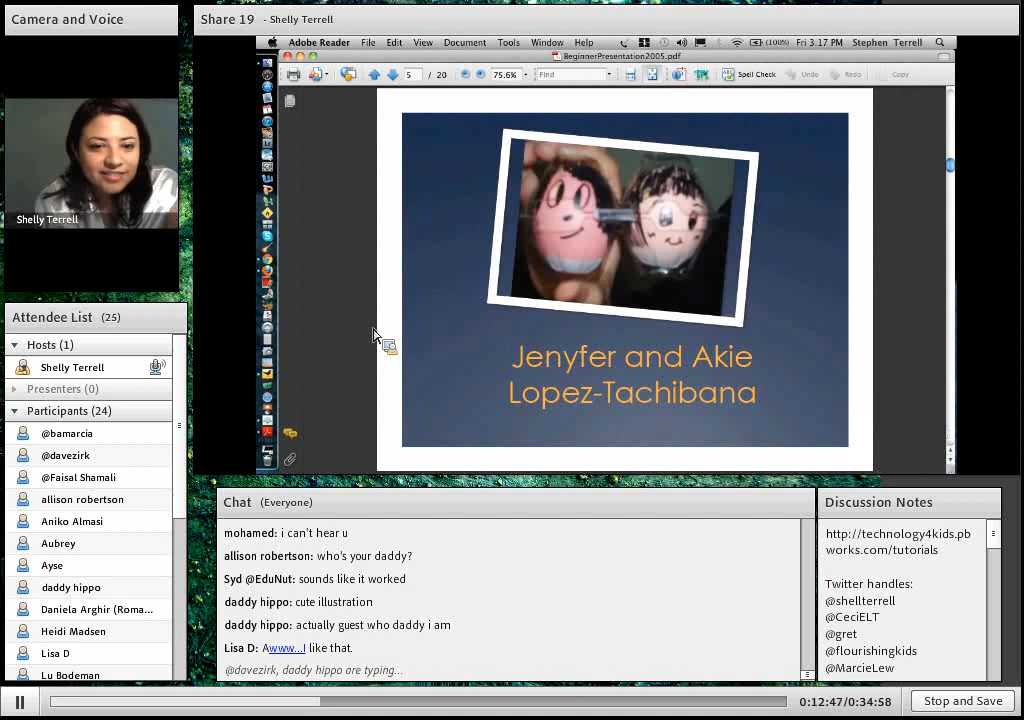 Camera and Voice
Shelly Terrell
Attendee List (25)
Hosts (1)
Shelly Terrell
Presenters (0)
Participants (24)
@bamarcia
@davezirk
@Faisal Shamali
allison robertson
Aniko Almasi
Aubrey
Ayse
daddy hippo
Daniela Arghir (Roma...
Heidi Madsen
Lisa D
Lu Bodeman
Share 19 - Shelly Terrell
Adobe Reader File Edit View Document Tools Window Help (100%) Fri 3:17 PM Stephen Terrell
BeginnerPresentation2005.pdf
5 / 20 75.6% Find Spell Check Undo Redo Copy
Jenyfer and Akie
Lopez-Tachibana
Chat (Everyone)
mohamed: i can't hear u
allison robertson: who's your daddy?
Syd @EduNut: sounds like it worked
daddy hippo: cute illustration
daddy hippo: actually guest who daddy i am
Lisa D: Awww...I like that.
@davezirk, daddy hippo are typing...
Discussion Notes
http://technology4kids.pb
works.com/tutorials
Twitter handles:
@shellterrell
@CeciELT
@gret
@flourishingkids
@MarcieLew
0:12:47/0:34:58
Stop and Save